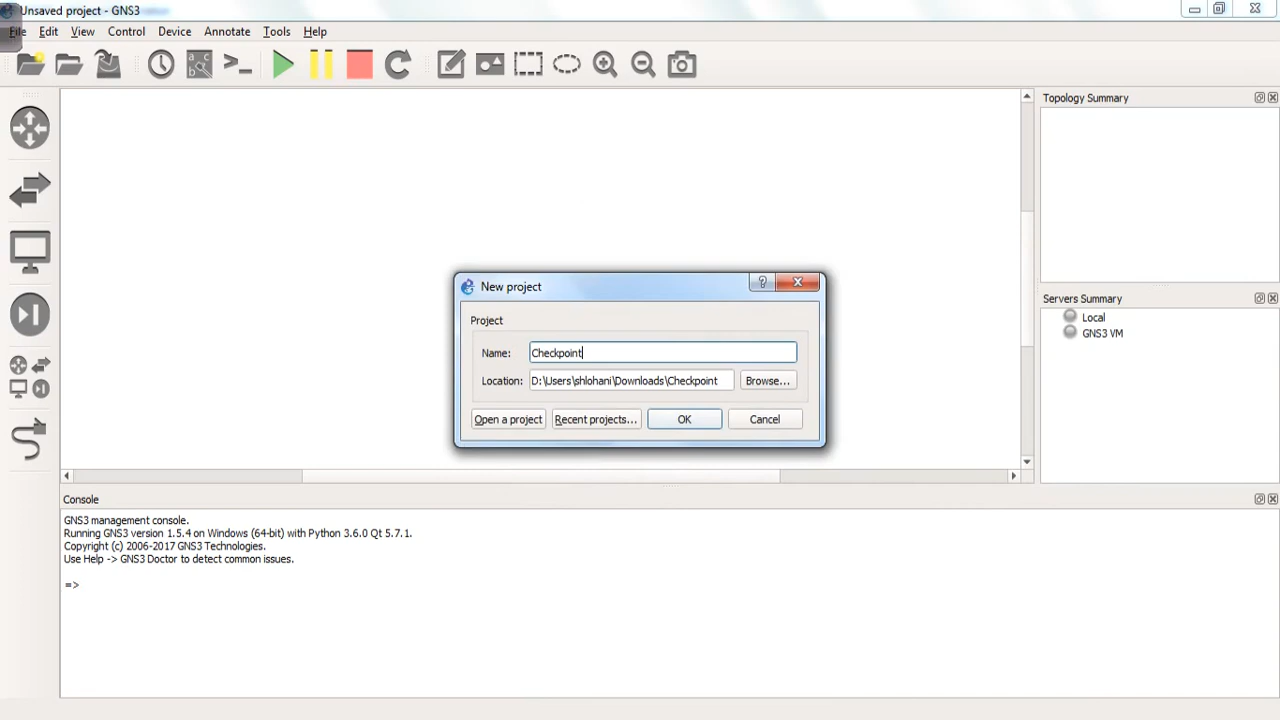 Unsaved project - GNS3
File Edit View Control Device Annotate Tools Help
Topology Summary
Servers Summary
Local
GNS3 VM
New project
Project
Name: Checkpoint
Location: D:\Users\shlohani\Downloads\Checkpoint Browse...
Open a project Recent projects... OK Cancel
Console
GNS3 management console.
Running GNS3 version 1.5.4 on Windows (64-bit) with Python 3.6.0 Qt 5.7.1.
Copyright (c) 2006-2017 GNS3 Technologies.
Use Help -> GNS3 Doctor to detect common issues.
=>